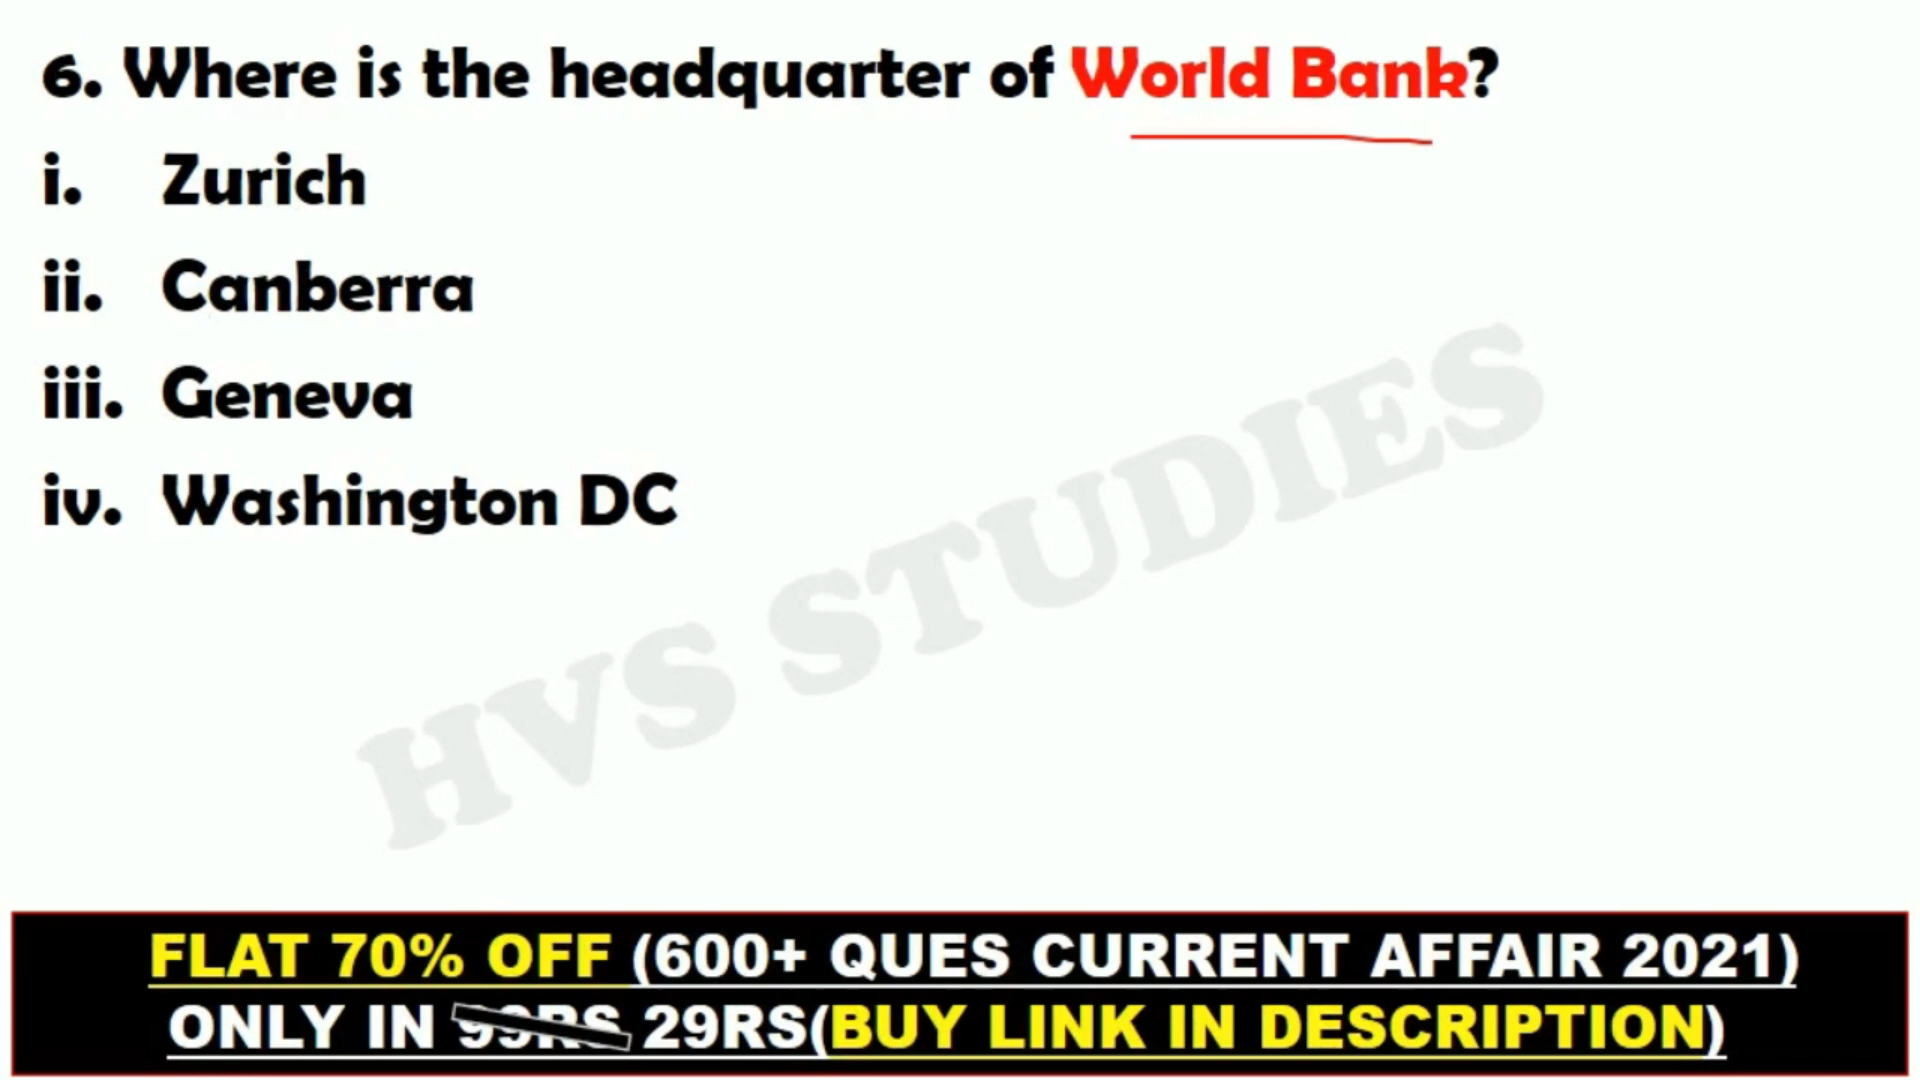 6. Where is the headquarter of World Bank?
i. Zurich
ii. Canberra
iii. Geneva
iv. Washington DC
HVS STUDIES
FLAT 70% OFF (600+ QUES CURRENT AFFAIR 2021)
ONLY IN 99RS 29RS(BUY LINK IN DESCRIPTION)